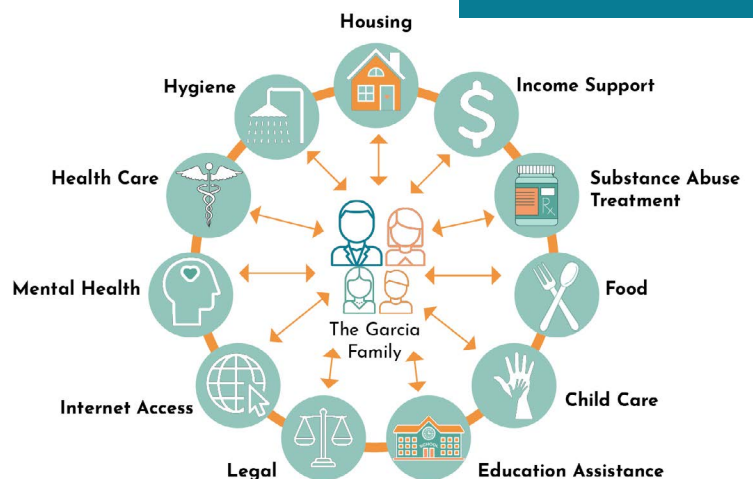 Housing
Income Support
Substance Abuse
Treatment
Food
Child Care
Education Assistance
Legal
Internet Access
Mental Health
Health Care
Hygiene
The Garcia
Family